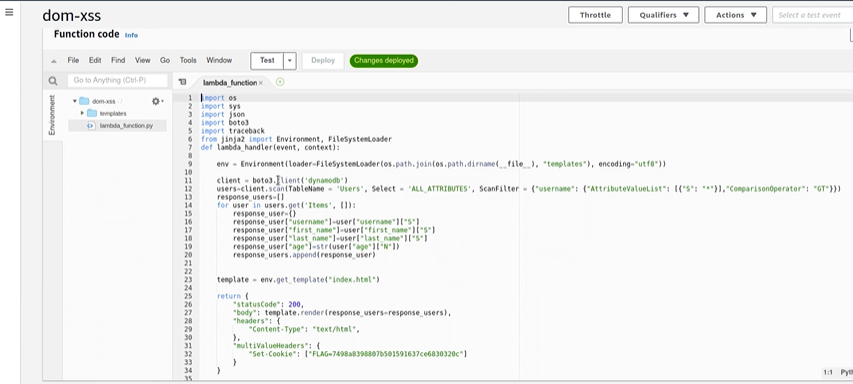 dom-xss
Throttle
Qualifiers ▼
Actions ▼
Select a test event
Function code Info
File Edit Find View Go Tools Window Test Deploy Changes deployed
Go to Anything (Ctrl-P)
lambda_function ×
Environment
dom-xss
templates
lambda_function.py
1 import os
2 import sys
3 import json
4 import boto3
5 import traceback
6 from jinja2 import Environment, FileSystemLoader
7 def lambda_handler(event, context):
8
9 env = Environment(loader=FileSystemLoader(os.path.join(os.path.dirname(__file__), "templates"), encoding="utf8"))
10
11 client = boto3.client('dynamodb')
12 users=client.scan(TableName = 'Users', Select = 'ALL_ATTRIBUTES', ScanFilter = {"username": {"AttributeValueList": [{"S": "*"}],"ComparisonOperator": "GT"}})
13 response_users=[]
14 for user in users.get('Items', []):
15 response_user={}
16 response_user["username"]=user["username"]["S"]
17 response_user["first_name"]=user["first_name"]["S"]
18 response_user["last_name"]=user["last_name"]["S"]
19 response_user["age"]=str(user["age"]["N"])
20 response_users.append(response_user)
21
22
23 template = env.get_template("index.html")
24
25 return {
26 "statusCode": 200,
27 "body": template.render(response_users=response_users),
28 "headers": {
29 "Content-Type": "text/html",
30 },
31 "multiValueHeaders": {
32 "Set-Cookie": ["FLAG=7498a8398807b501591637ce6830320c"]
33 }
34 }
35
1:1 Pyt